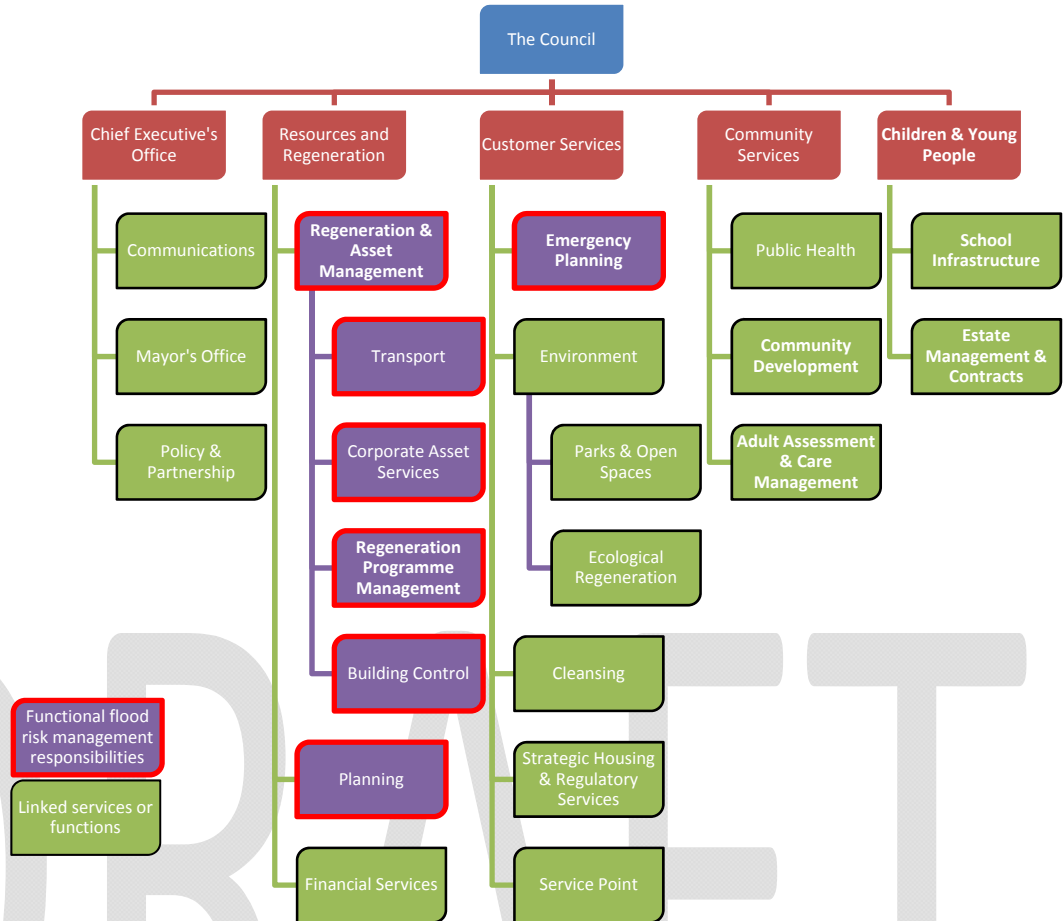 The Council
Chief Executive's
Office
Resources and
Regeneration
Customer Services
Community
Services
Children & Young
People
Communications
Mayor's Office
Policy &
Partnership
Regeneration &
Asset
Management
Transport
Corporate Asset
Services
Regeneration
Programme
Management
Building Control
Planning
Financial Services
Emergency
Planning
Environment
Parks & Open
Spaces
Ecological
Regeneration
Cleansing
Strategic Housing
& Regulatory
Services
Service Point
Public Health
Community
Development
Adult Assessment
& Care
Management
School
Infrastructure
Estate
Management &
Contracts
Functional flood
risk management
responsibilities
Linked services or
functions
DRAFT